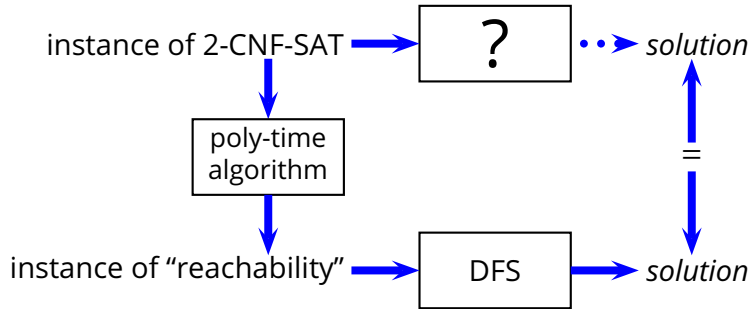 instance of 2-CNF-SAT
?
solution
poly-time
algorithm
=
instance of “reachability”
DFS
solution